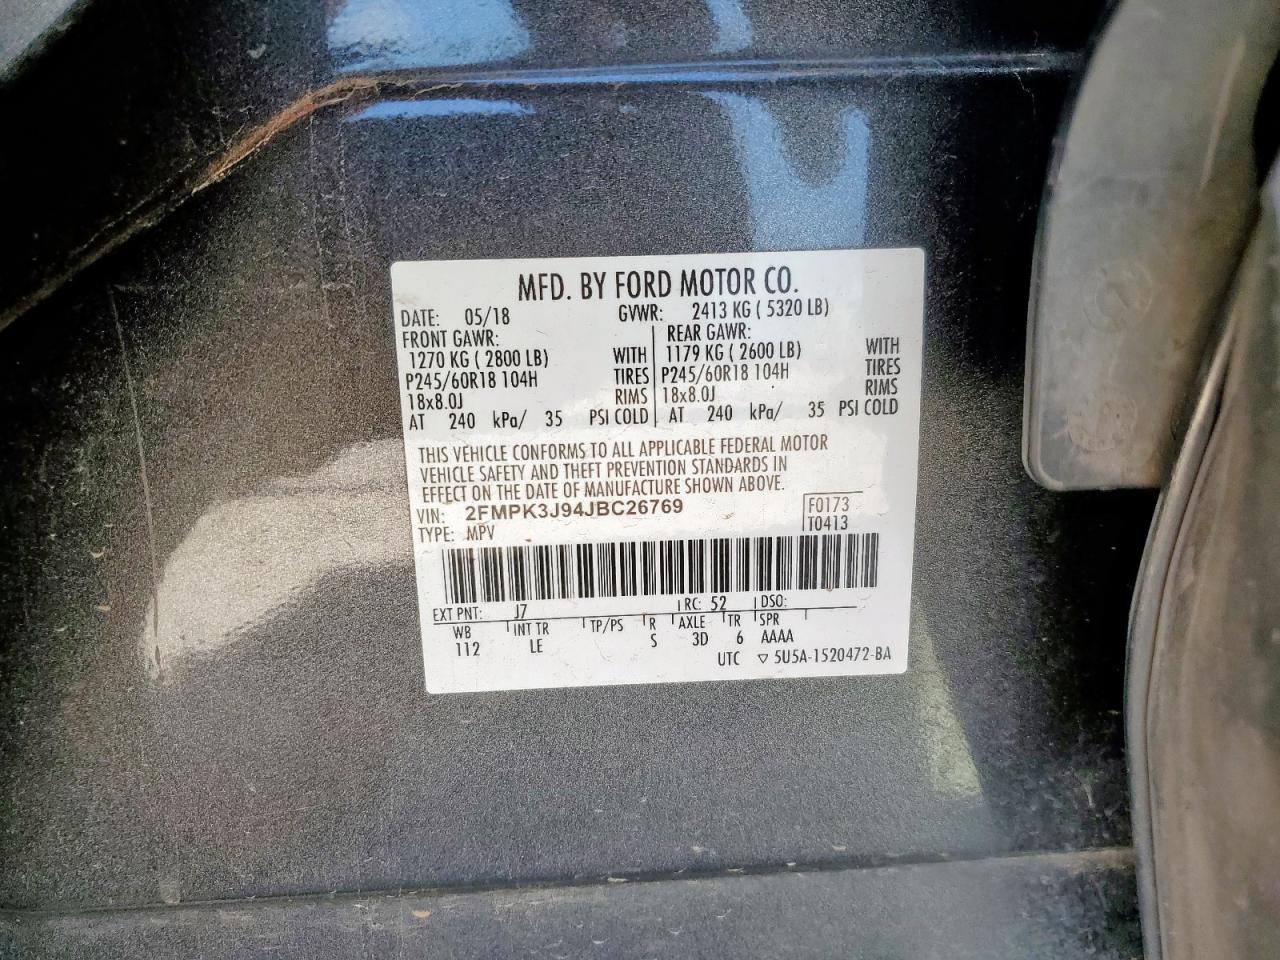 MFD. BY FORD MOTOR CO.
DATE: 05/18 GVWR: 2413 KG ( 5320 LB)
FRONT GAWR: REAR GAWR:
1270 KG ( 2800 LB) WITH 1179 KG ( 2600 LB) WITH
P245/60R18 104H TIRES P245/60R18 104H TIRES
18x8.0J RIMS 18x8.0J RIMS
AT 240 kPa/ 35 PSI COLD AT 240 kPa/ 35 PSI COLD
THIS VEHICLE CONFORMS TO ALL APPLICABLE FEDERAL MOTOR
VEHICLE SAFETY AND THEFT PREVENTION STANDARDS IN
EFFECT ON THE DATE OF MANUFACTURE SHOWN ABOVE.
VIN: 2FMPK3J94JBC26769 F0173
TYPE: MPV T0413
EXT PNT: J7 RC: 52 DSO:
WB INT TR TP/PS R AXLE TR SPR
112 LE S 3D 6 AAAA
UTC ▽ 5U5A-1520472-BA